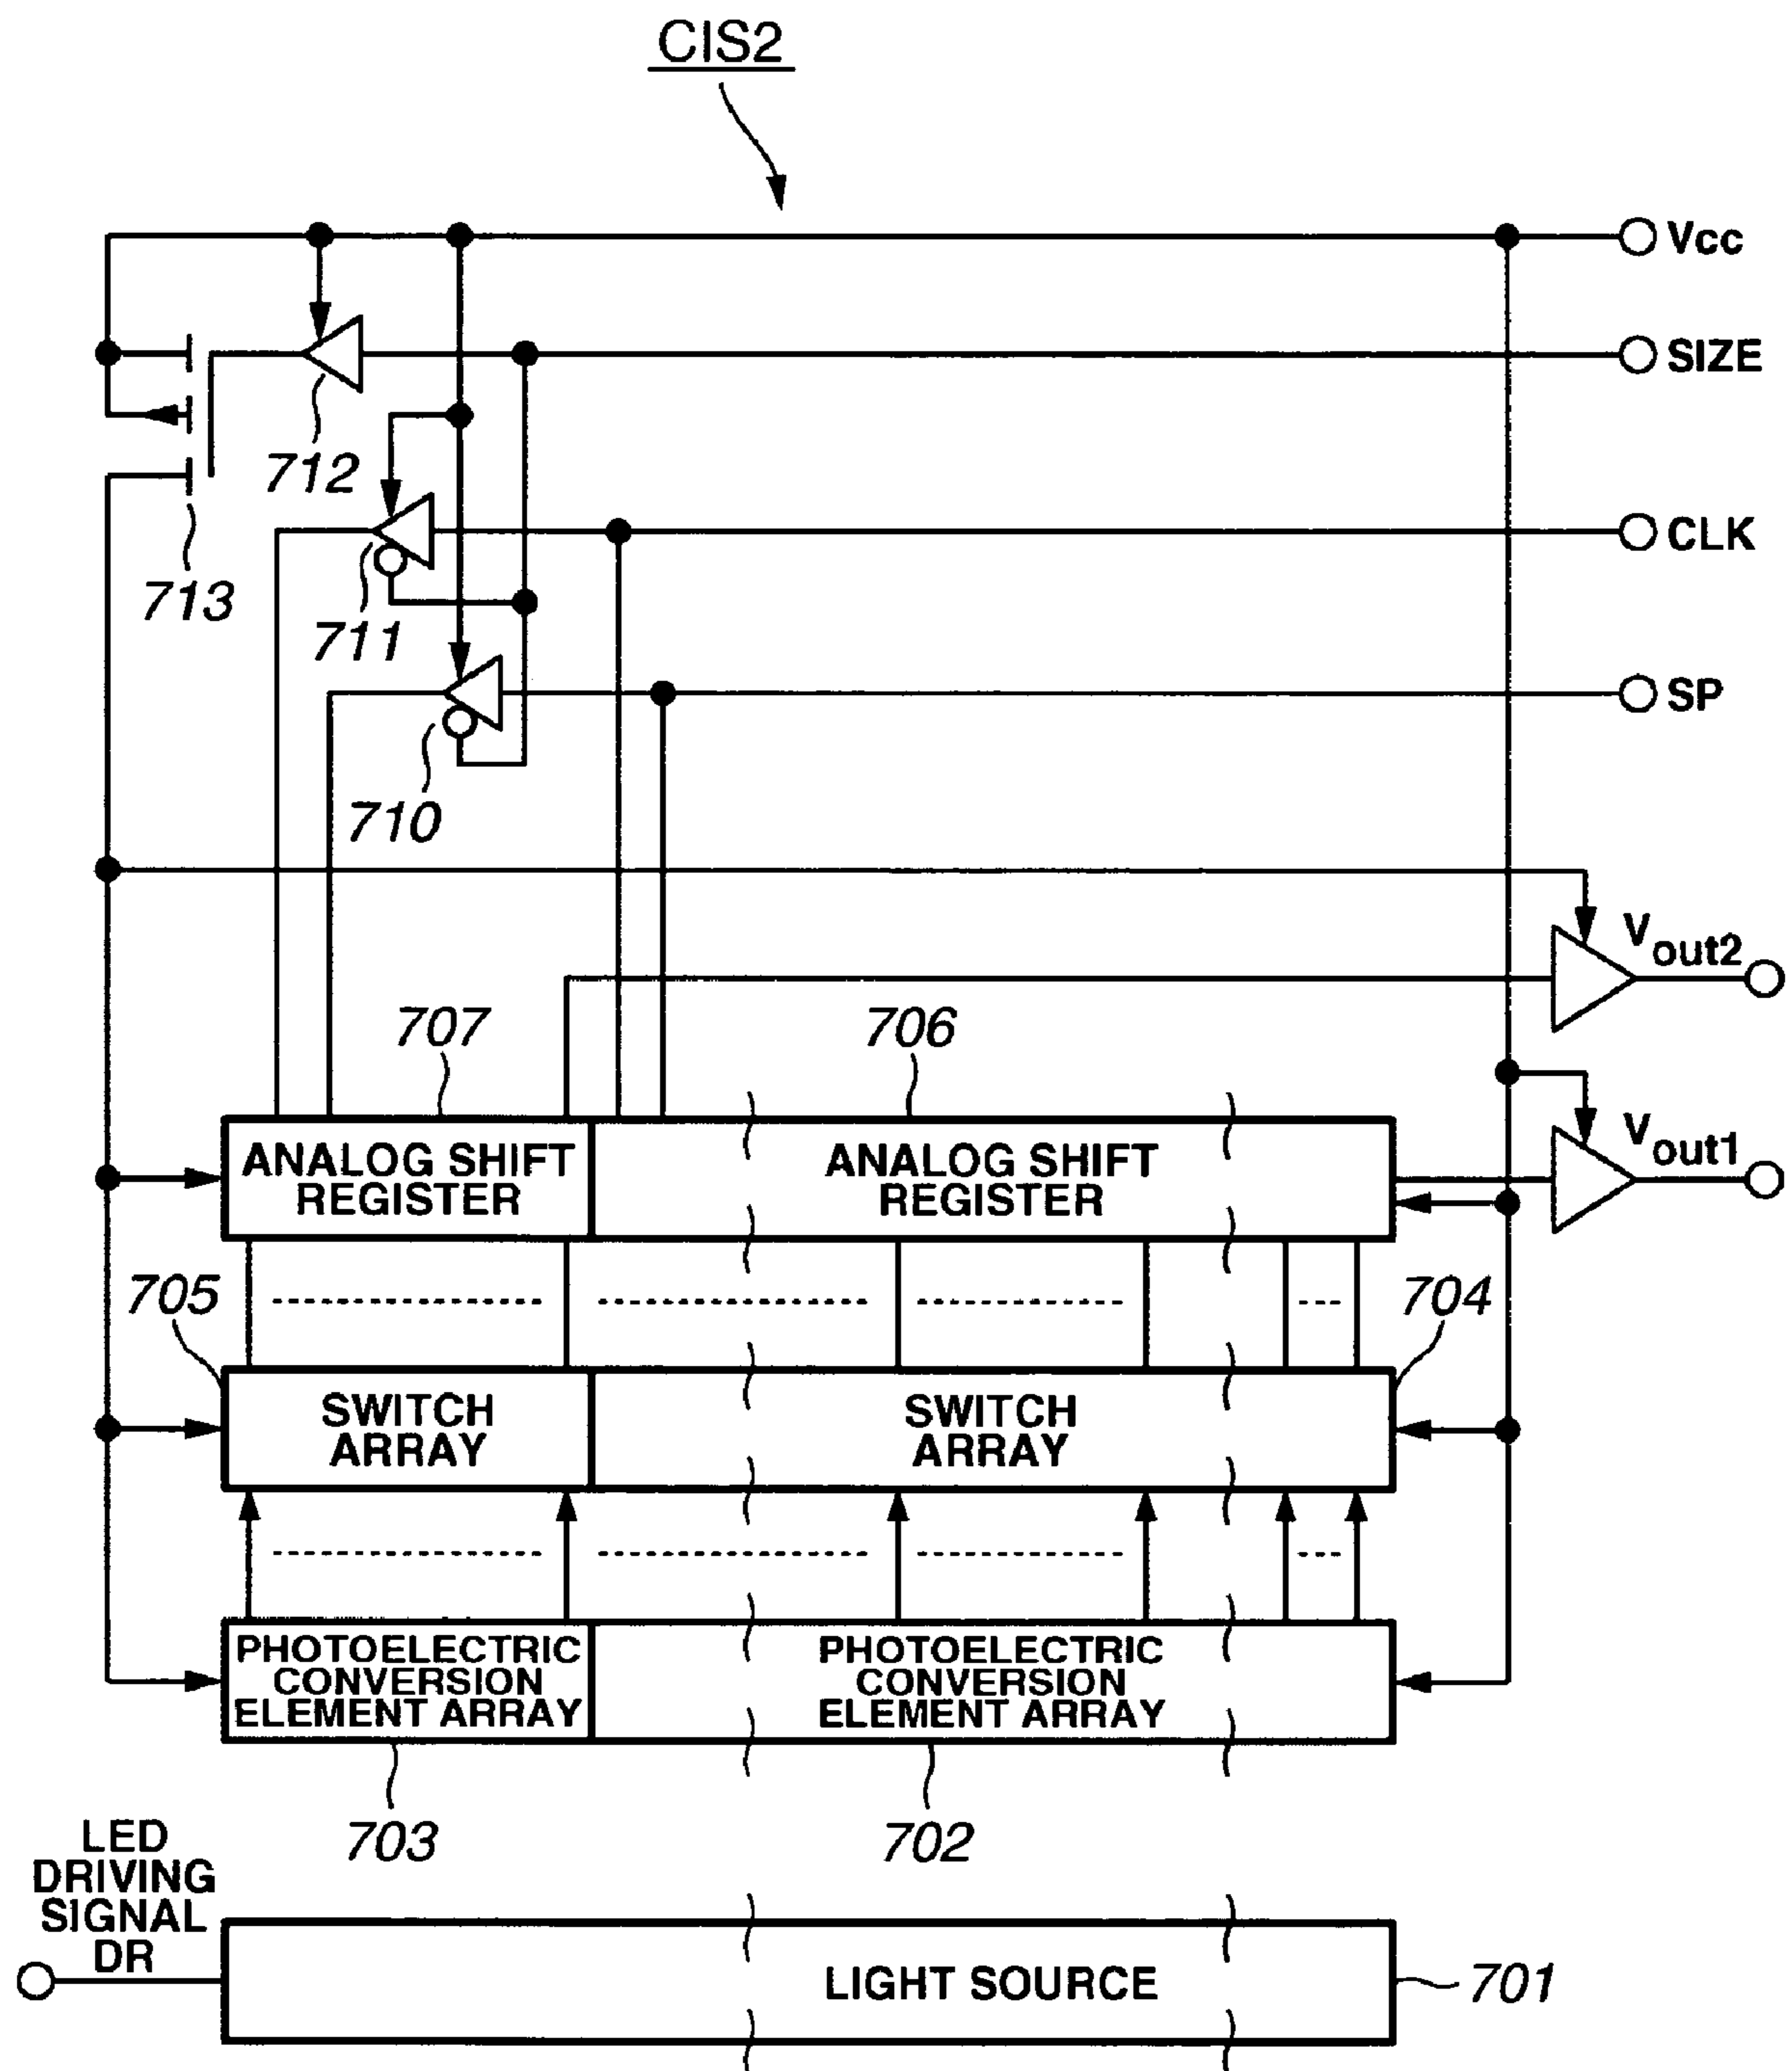 CIS2
Vcc
SIZE
712
CLK
713
711
SP
710
Vout2
707
706
Vout1
ANALOG SHIFT
REGISTER
ANALOG SHIFT
REGISTER
705
704
SWITCH
ARRAY
SWITCH
ARRAY
PHOTOELECTRIC
CONVERSION
ELEMENT ARRAY
PHOTOELECTRIC
CONVERSION
ELEMENT ARRAY
703
702
LED
DRIVING
SIGNAL
DR
LIGHT SOURCE
701